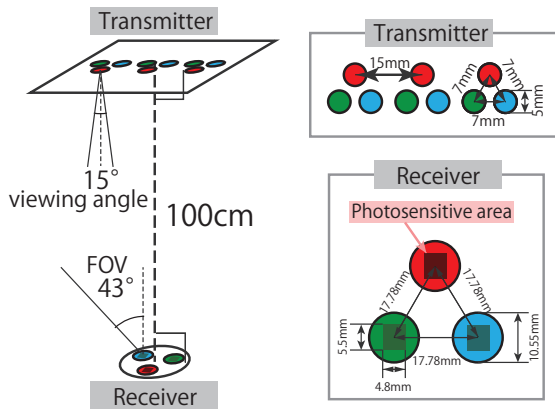 Transmitter
15°
viewing angle
100cm
FOV
43°
Receiver
Transmitter
15mm
7mm
7mm
7mm
5mm
Receiver
Photosensitive area
17.78mm
17.78mm
17.78mm
5.5mm
4.8mm
10.55mm